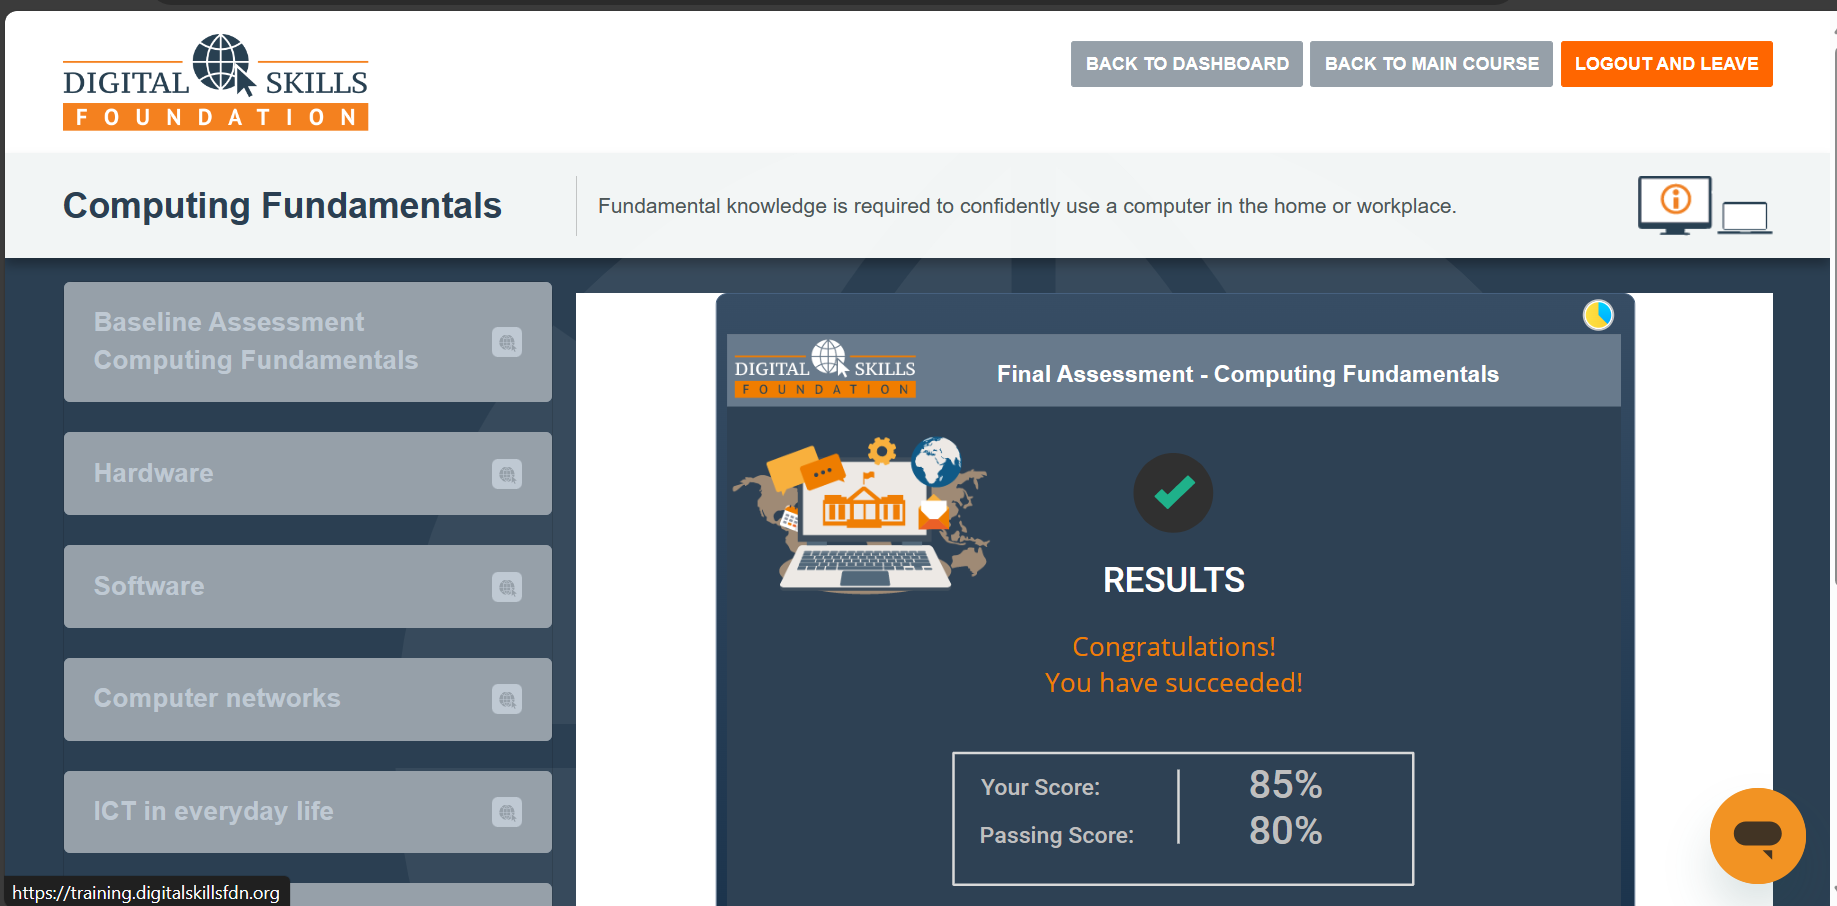 DIGITAL SKILLS
FOUNDATION
BACK TO DASHBOARD
BACK TO MAIN COURSE
LOGOUT AND LEAVE
Computing Fundamentals
Fundamental knowledge is required to confidently use a computer in the home or workplace.
Baseline Assessment
Computing Fundamentals
Hardware
Software
Computer networks
ICT in everyday life
DIGITAL SKILLS
FOUNDATION
Final Assessment - Computing Fundamentals
RESULTS
Congratulations!
You have succeeded!
Your Score: 85%
Passing Score: 80%
https://training.digitalskillsfdn.org